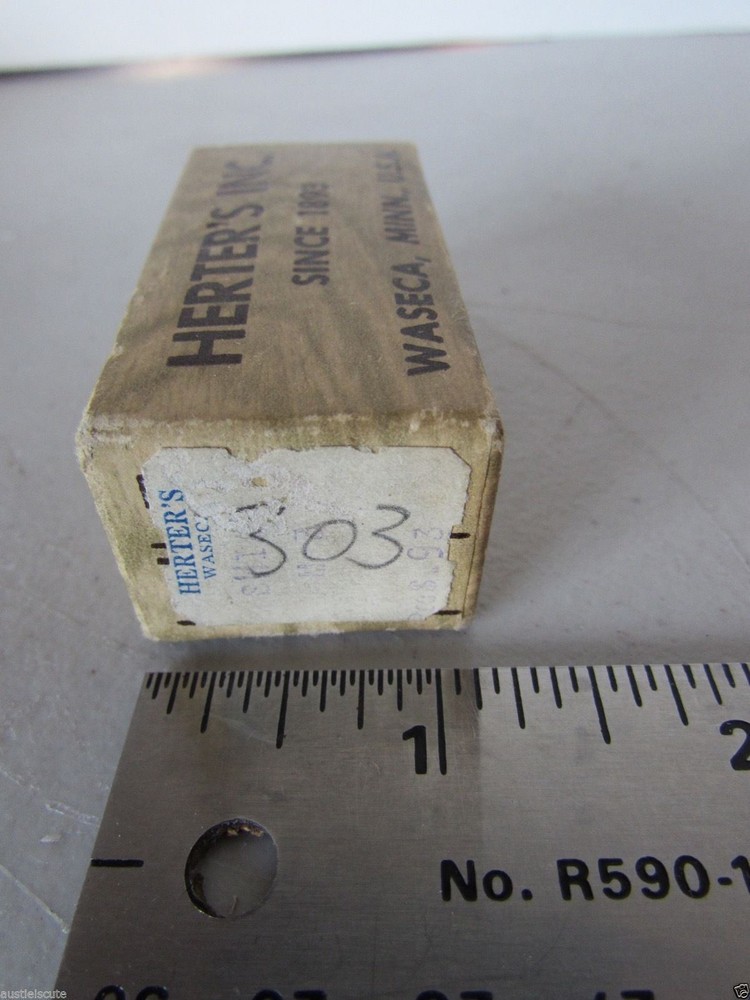 HERTER'S INC.
SINCE 1893
WASECA, MINN. U.S.A.
HERTER'S
WASECA
303
1
2
No. R590-1
austielscute